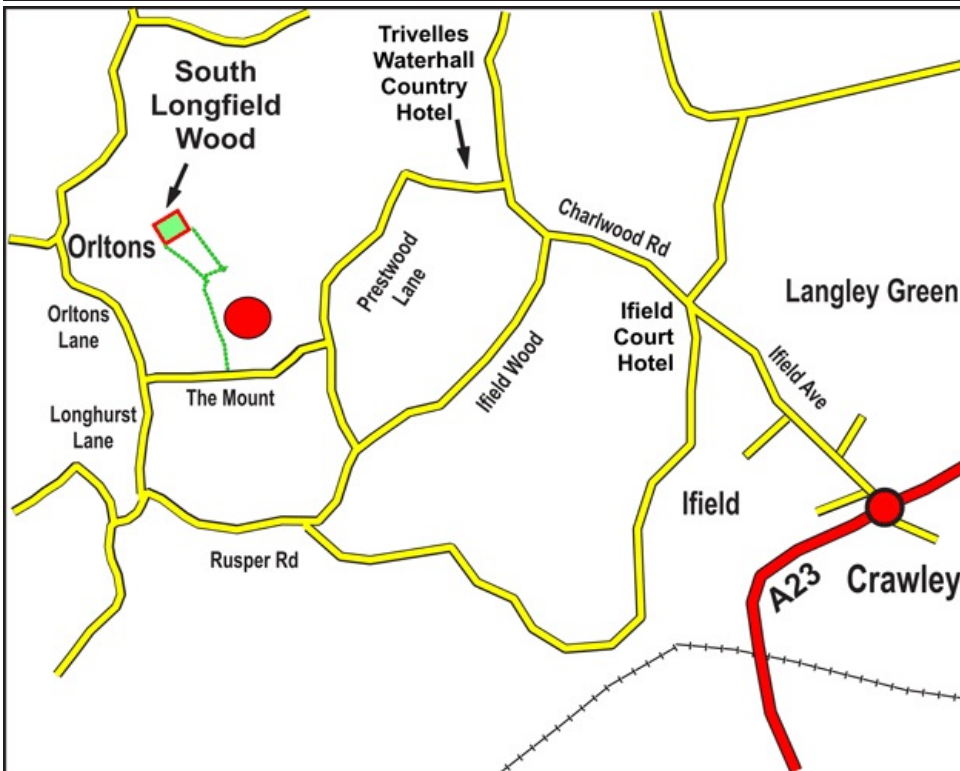 South
Longfield
Wood
Trivelles
Waterhall
Country
Hotel
Orltons
Orltons
Lane
Longhurst
Lane
The Mount
Prestwood
Lane
Ifield Wood
Charlwood Rd
Ifield
Court
Hotel
Langley Green
Ifield Ave
Ifield
Rusper Rd
A23
Crawley